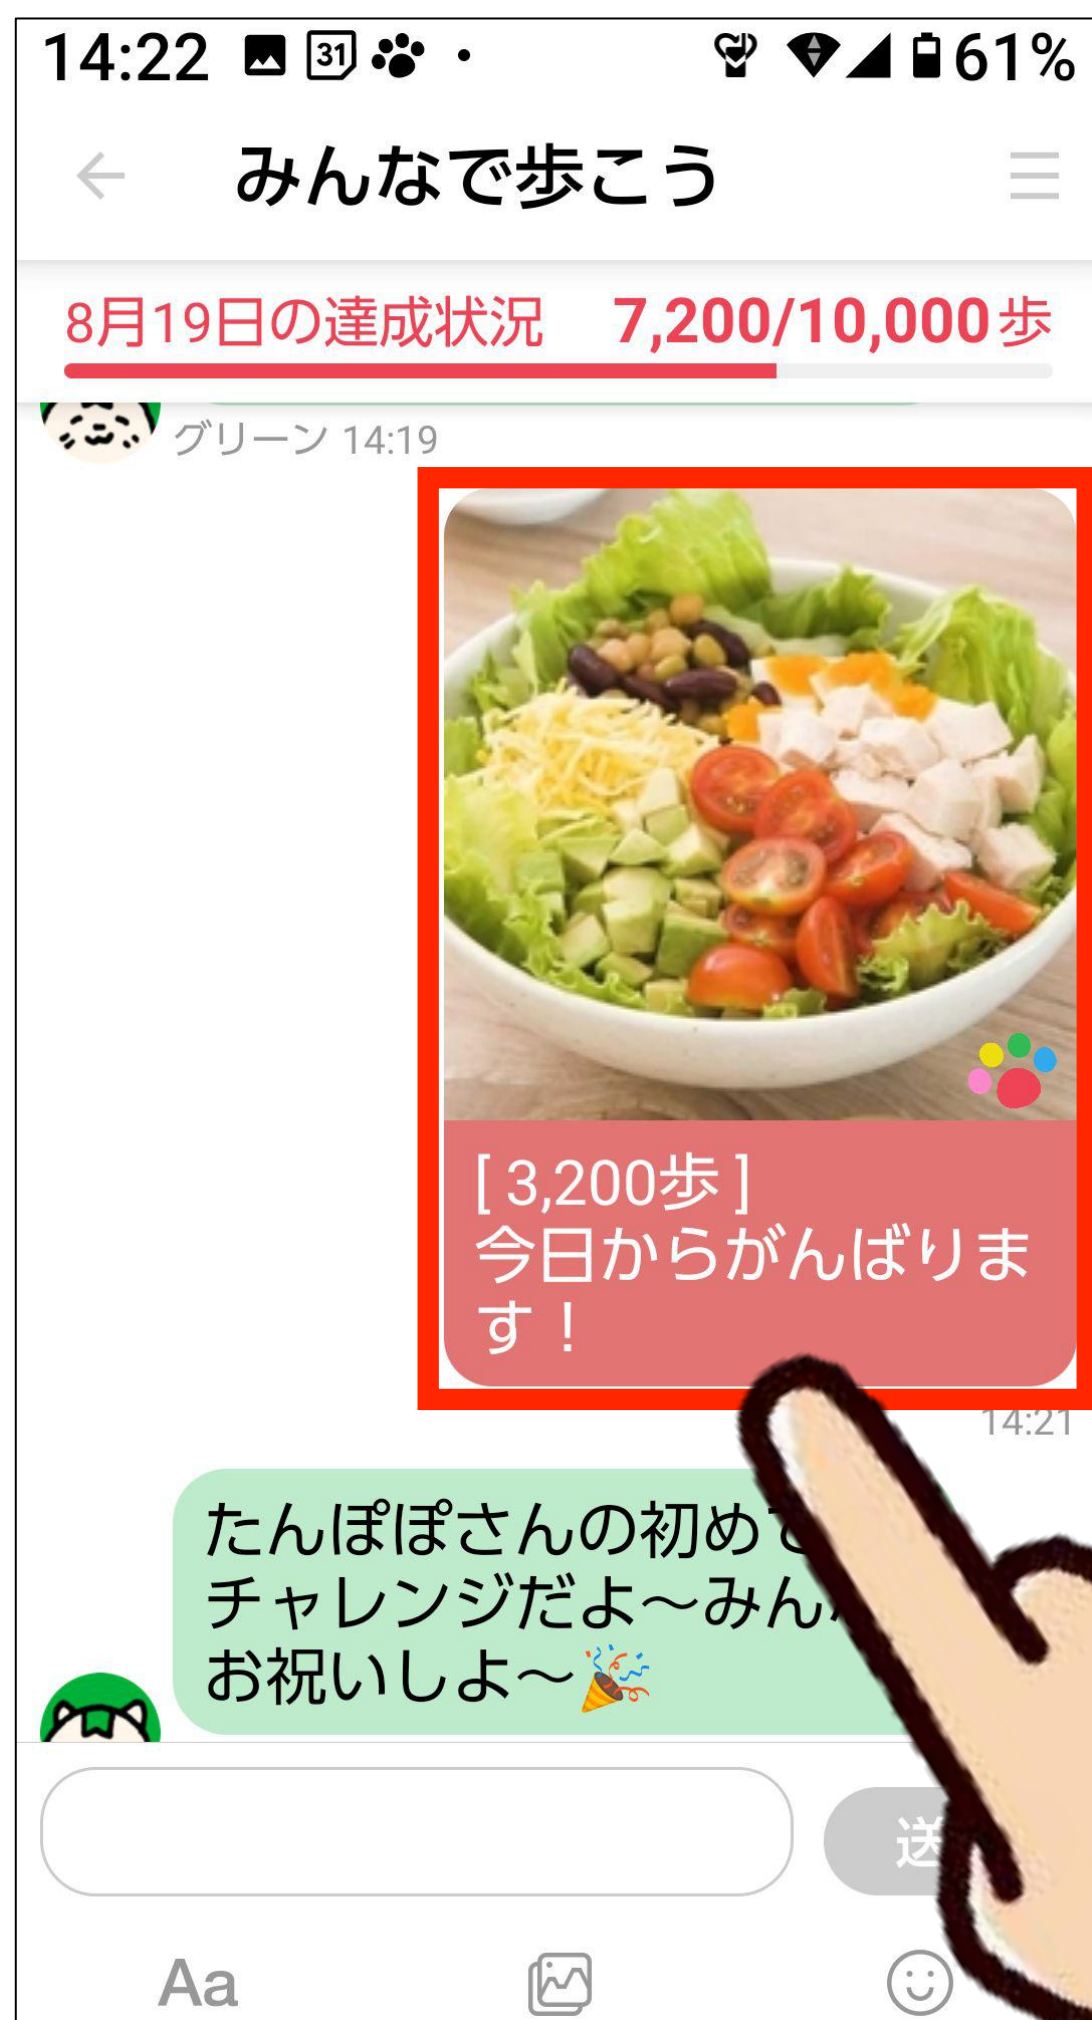 14:22 31 61%
みんなで歩こう
8月19日の達成状況 7,200/10,000歩
グリーン 14:19
[ 3,200歩 ]
今日からがんばりま
す！
14:21
たんぽぽさんの初めて
チャレンジだよ〜みん
お祝いしよ〜🎉
送
Aa